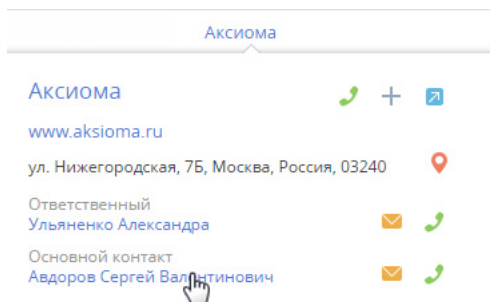 Аксиома
Аксиома
www.aksioma.ru
ул. Нижегородская, 7Б, Москва, Россия, 03240
Ответственный
Ульяненко Александра
Основной контакт
Авдоров Сергей Валентинович